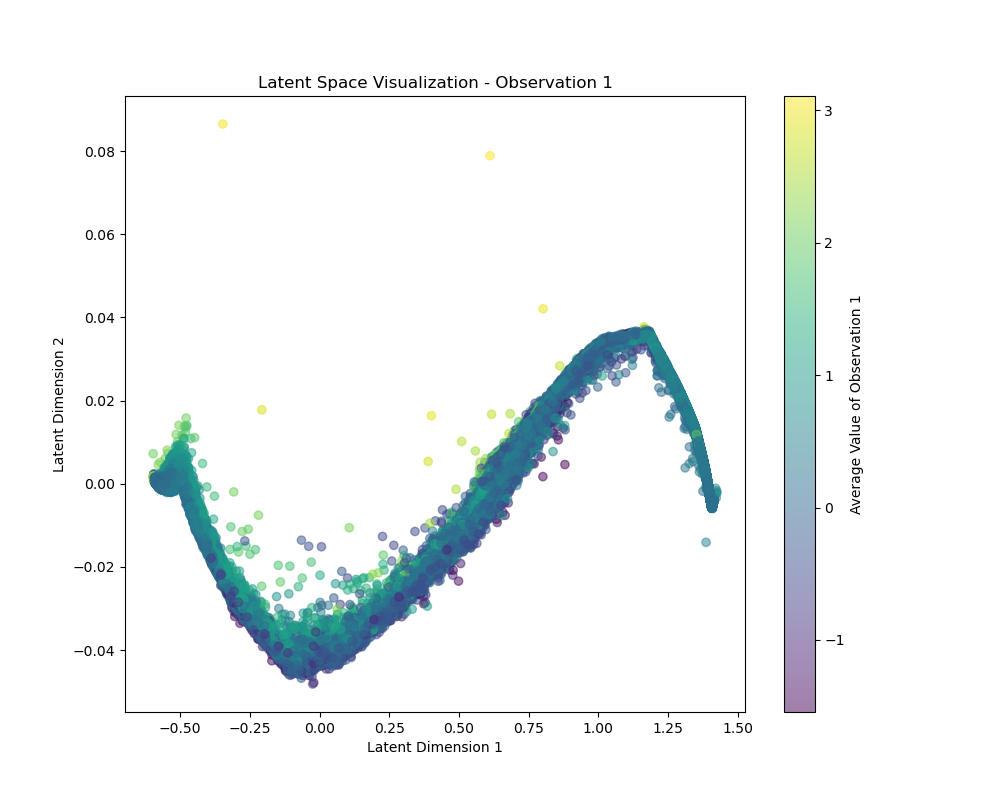 Latent Space Visualization - Observation 1
0.08
0.06
0.04
0.02
0.00
−0.02
−0.04
Latent Dimension 2
−0.50 −0.25 0.00 0.25 0.50 0.75 1.00 1.25 1.50
Latent Dimension 1
3
2
1
0
−1
Average Value of Observation 1